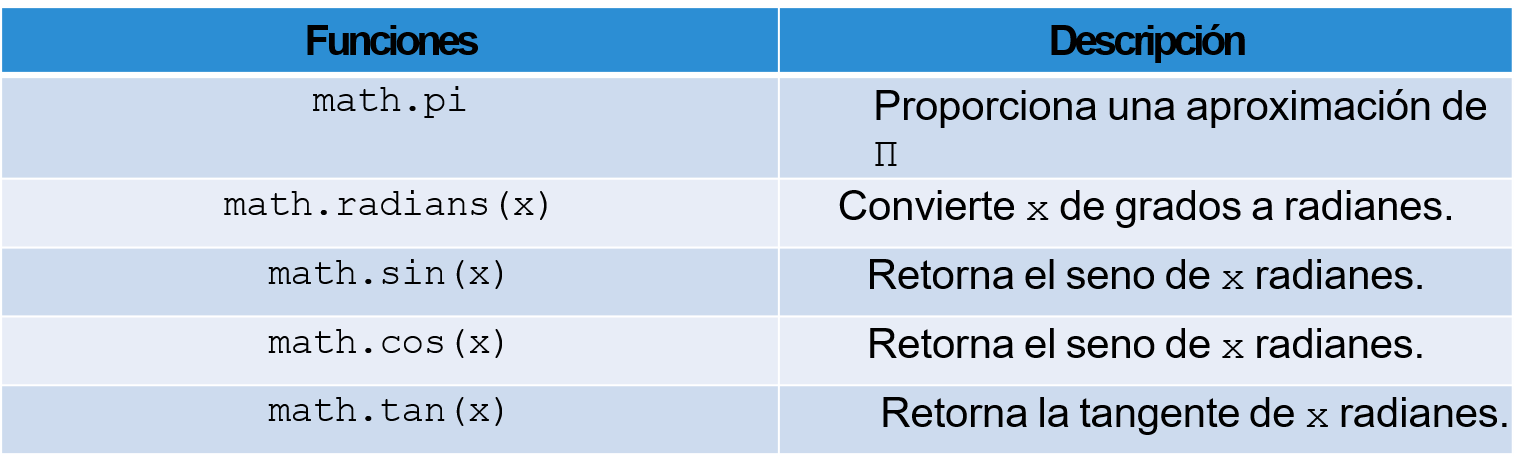 Funciones Descripción
math.pi Proporciona una aproximación de
Π
math.radians(x) Convierte x de grados a radianes.
math.sin(x) Retorna el seno de x radianes.
math.cos(x) Retorna el seno de x radianes.
math.tan(x) Retorna la tangente de x radianes.